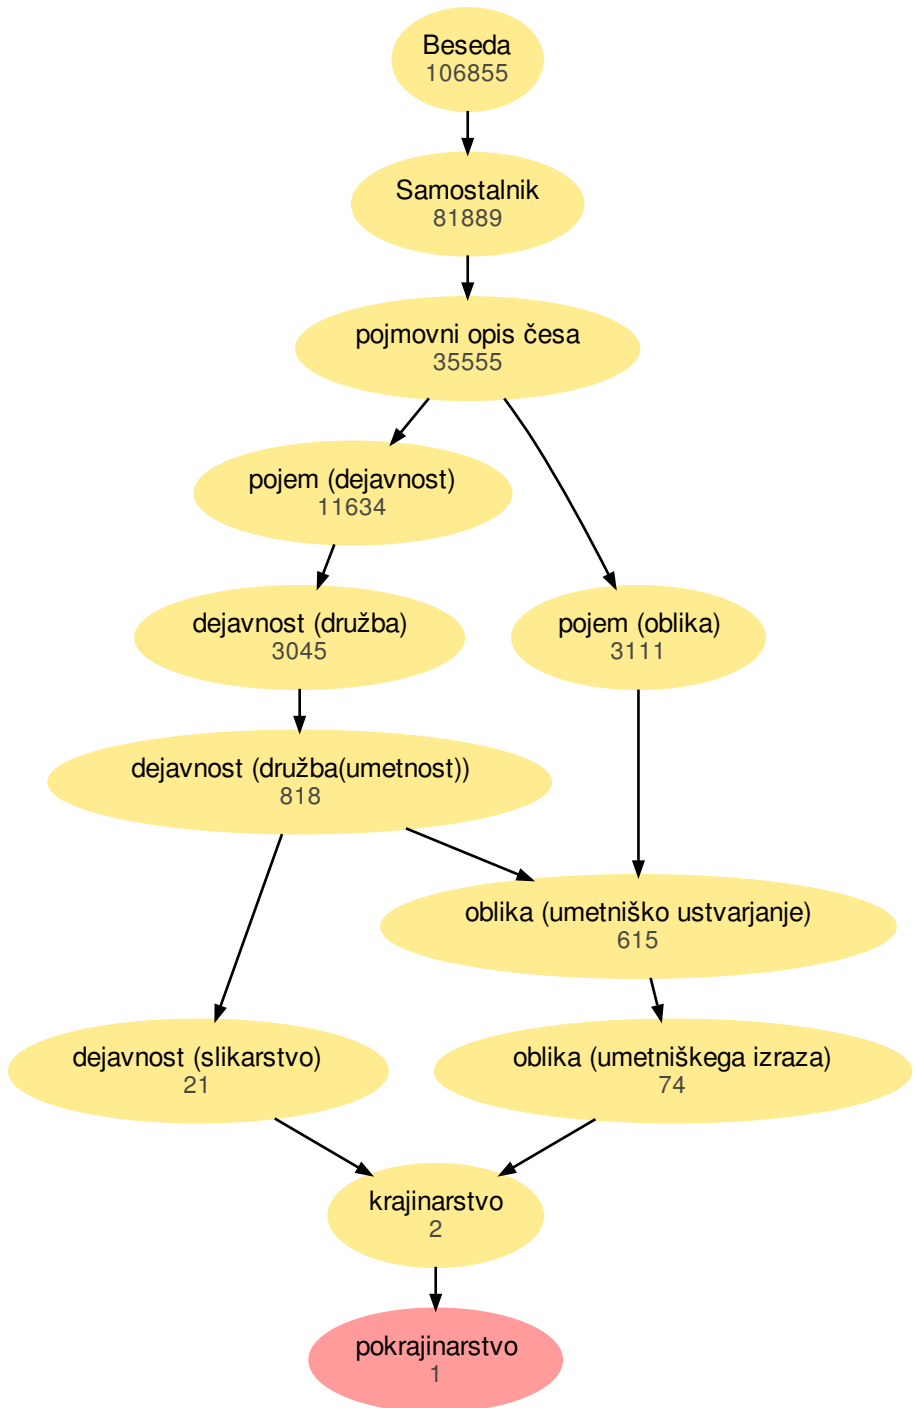 Beseda
106855
Samostalnik
81889
pojmovni opis česa
35555
pojem (dejavnost)
11634
dejavnost (družba)
3045
pojem (oblika)
3111
dejavnost (družba(umetnost))
818
oblika (umetniško ustvarjanje)
615
dejavnost (slikarstvo)
21
oblika (umetniškega izraza)
74
krajinarstvo
2
pokrajinarstvo
1